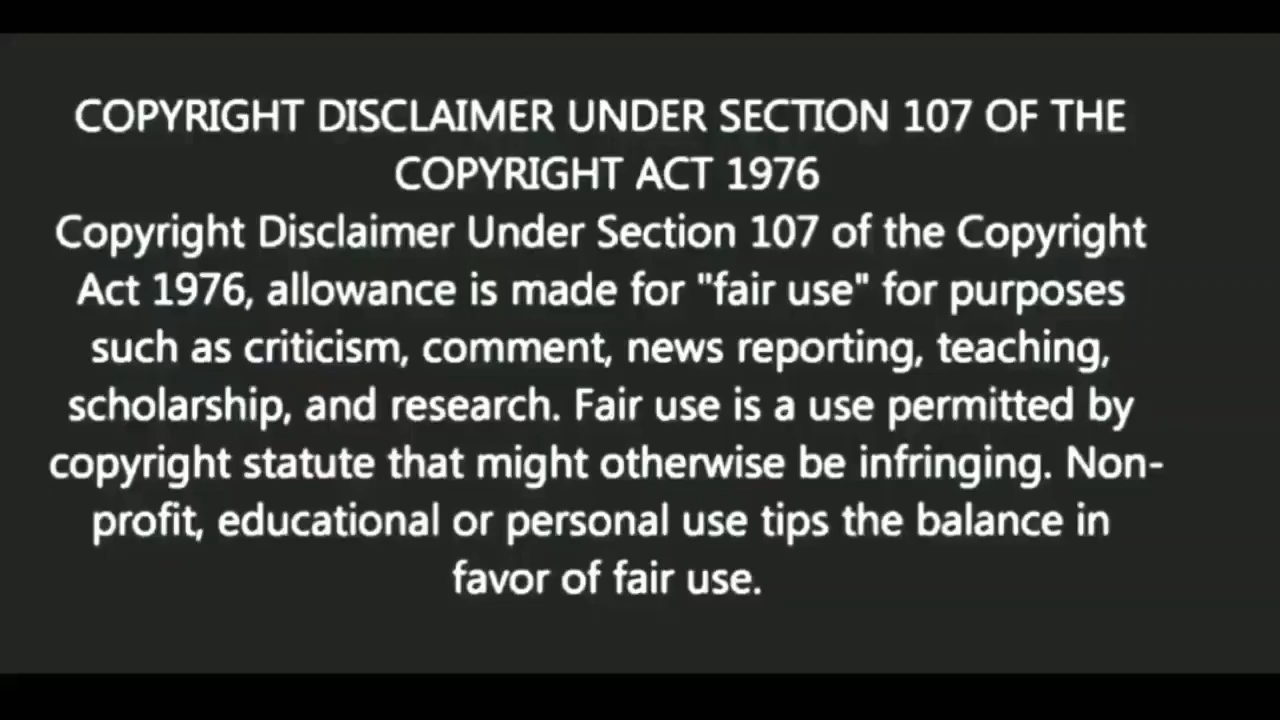 COPYRIGHT DISCLAIMER UNDER SECTION 107 OF THE
COPYRIGHT ACT 1976
Copyright Disclaimer Under Section 107 of the Copyright
Act 1976, allowance is made for "fair use" for purposes
such as criticism, comment, news reporting, teaching,
scholarship, and research. Fair use is a use permitted by
copyright statute that might otherwise be infringing. Non-
profit, educational or personal use tips the balance in
favor of fair use.